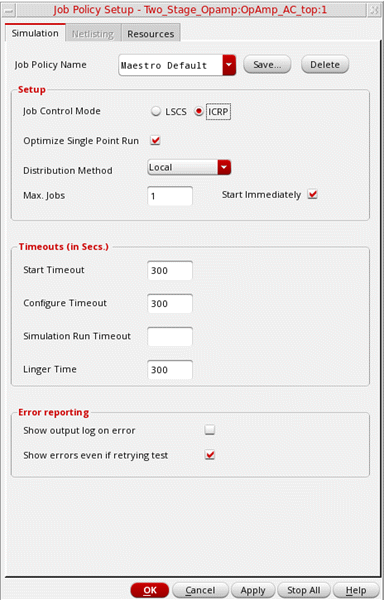 Job Policy Setup - Two_Stage_Opamp:OpAmp_AC_top:1
Simulation Netlisting Resources
Job Policy Name Maestro Default Save... Delete
Setup
Job Control Mode LSCS ICRP
Optimize Single Point Run
Distribution Method Local
Max. Jobs 1 Start Immediately
Timeouts (in Secs.)
Start Timeout 300
Configure Timeout 300
Simulation Run Timeout
Linger Time 300
Error reporting
Show output log on error
Show errors even if retrying test
OK Cancel Apply Stop All Help